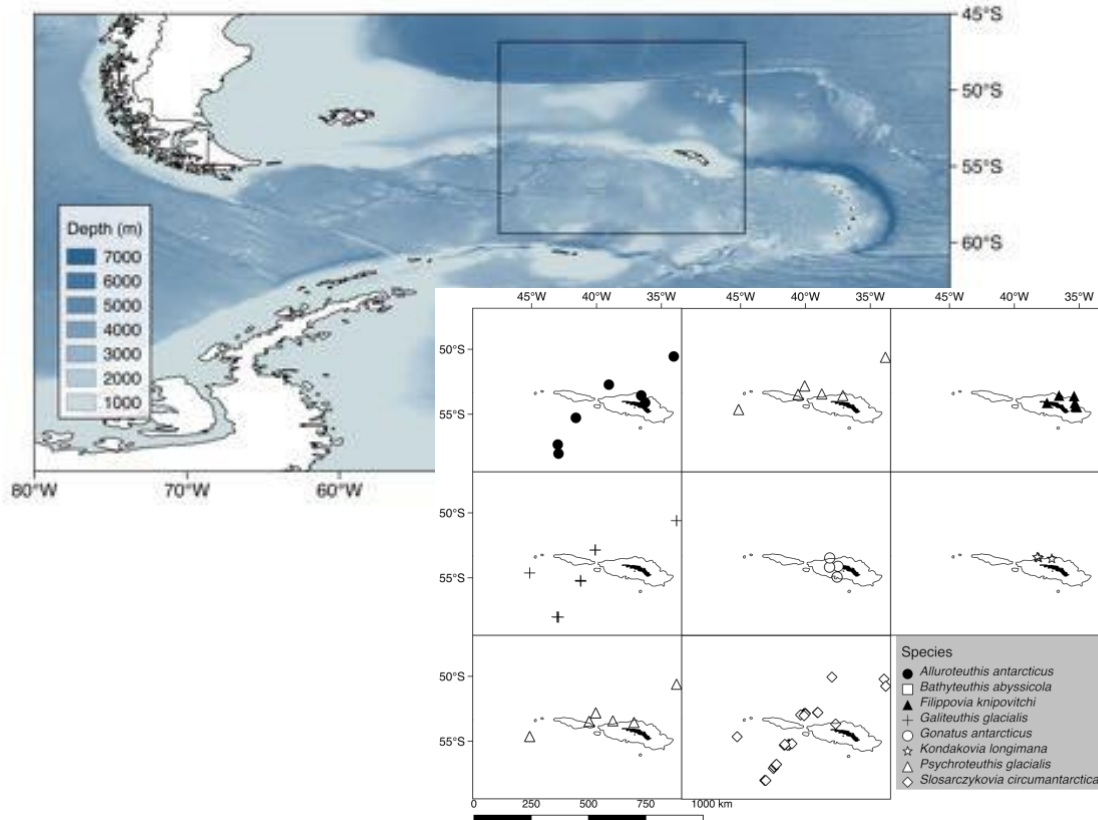 45°S
50°S
55°S
60°S
Depth (m)
7000
6000
5000
4000
3000
2000
1000
80°W 70°W 60°W
45°W 40°W 35°W 45°W 40°W 35°W 45°W 40°W 35°W
50°S
55°S
50°S
55°S
50°S
55°S
Species
Alluroteuthis antarcticus
Bathyteuthis abyssicola
Filippovia knipovitchi
Galiteuthis glacialis
Gonatus antarcticus
Kondakovia longimana
Psychroteuthis glacialis
Slosarczykovia circumantarctica
0 250 500 750 1000 km